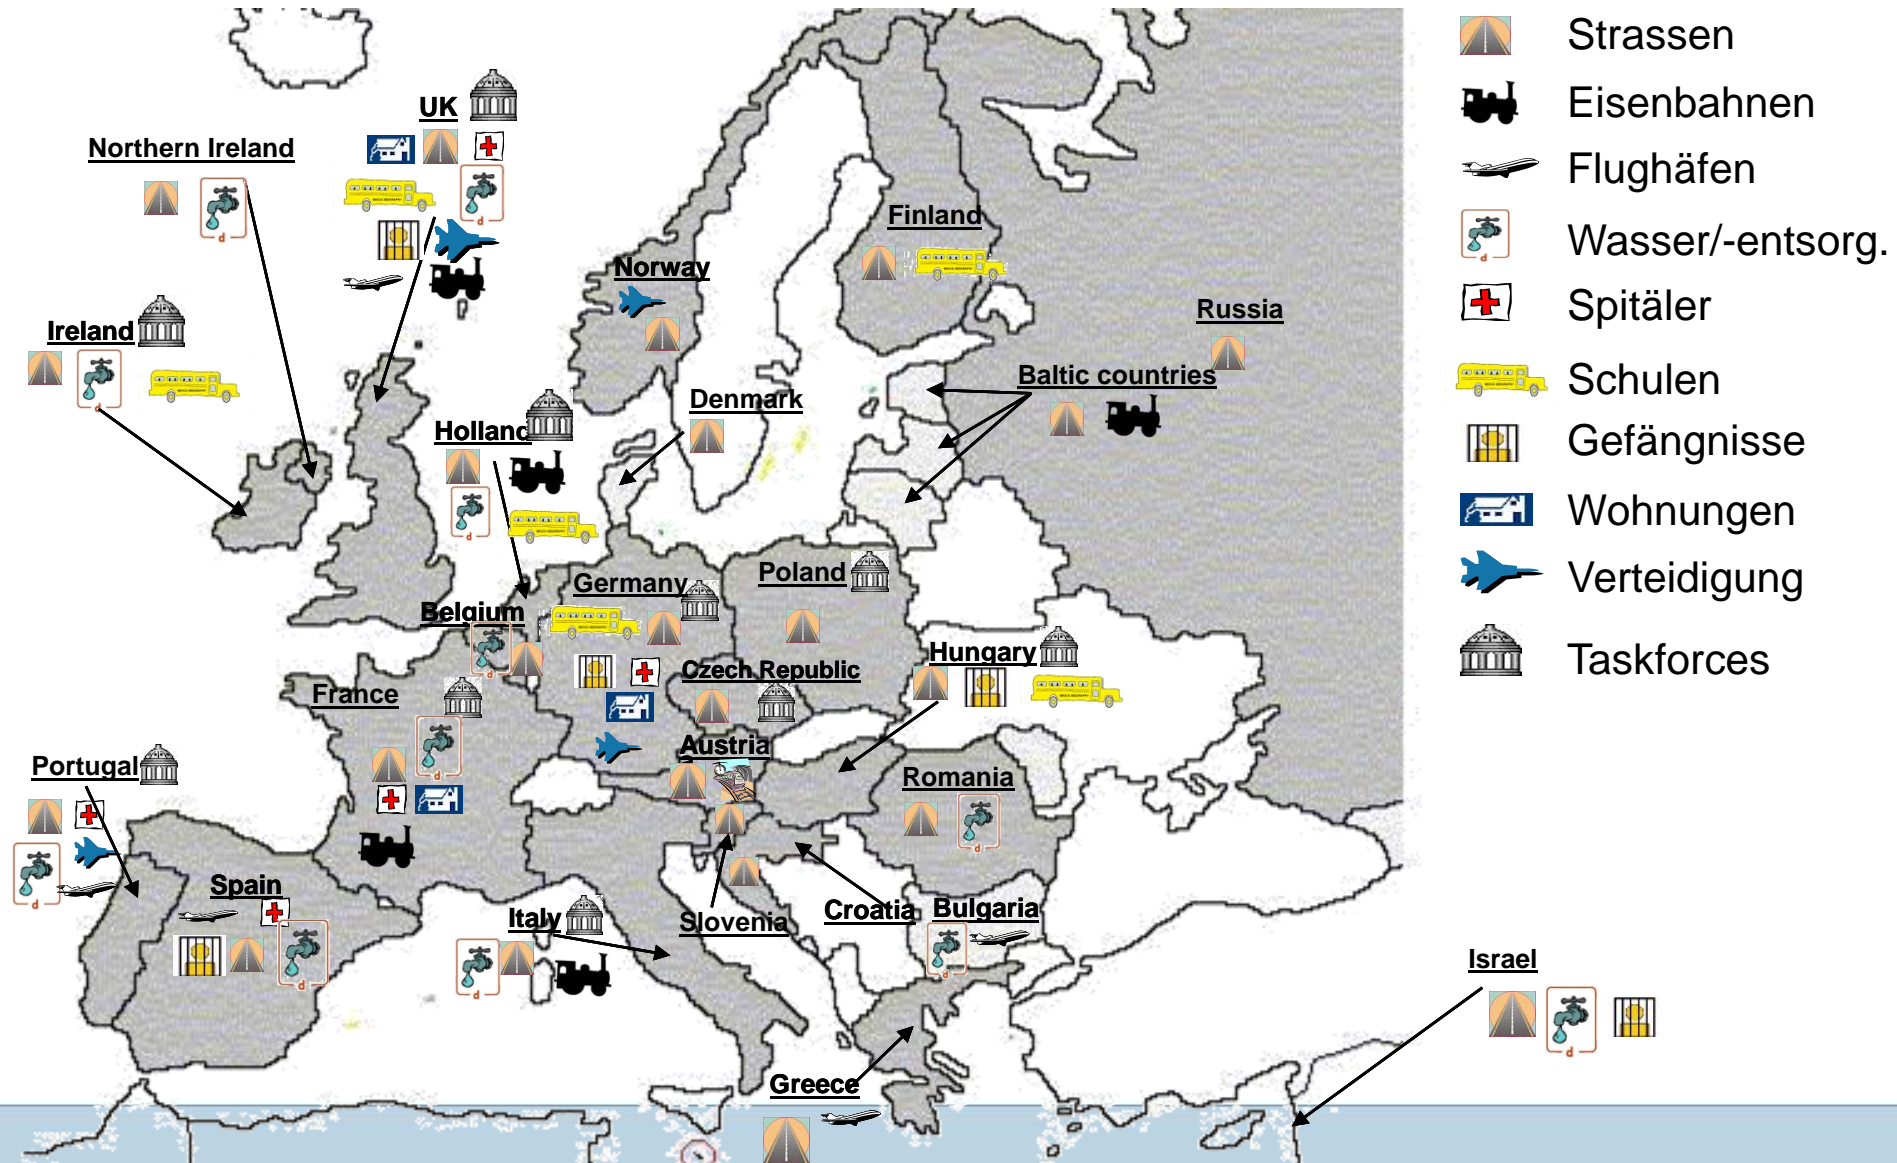 Strassen
Eisenbahnen
Flughäfen
Wasser/-entsorg.
Spitäler
Schulen
Gefängnisse
Wohnungen
Verteidigung
Taskforces
UK
Northern Ireland
d
d
Finland
Norway
Russia
Ireland
d
Baltic countries
Denmark
Holland
d
Germany
Poland
Belgium
d
Hungary
Czech Republic
France
d
Austria
Portugal
d
Romania
d
Spain
d
Italy
d
Slovenia
Croatia
Bulgaria
d
Israel
d
Greece
d